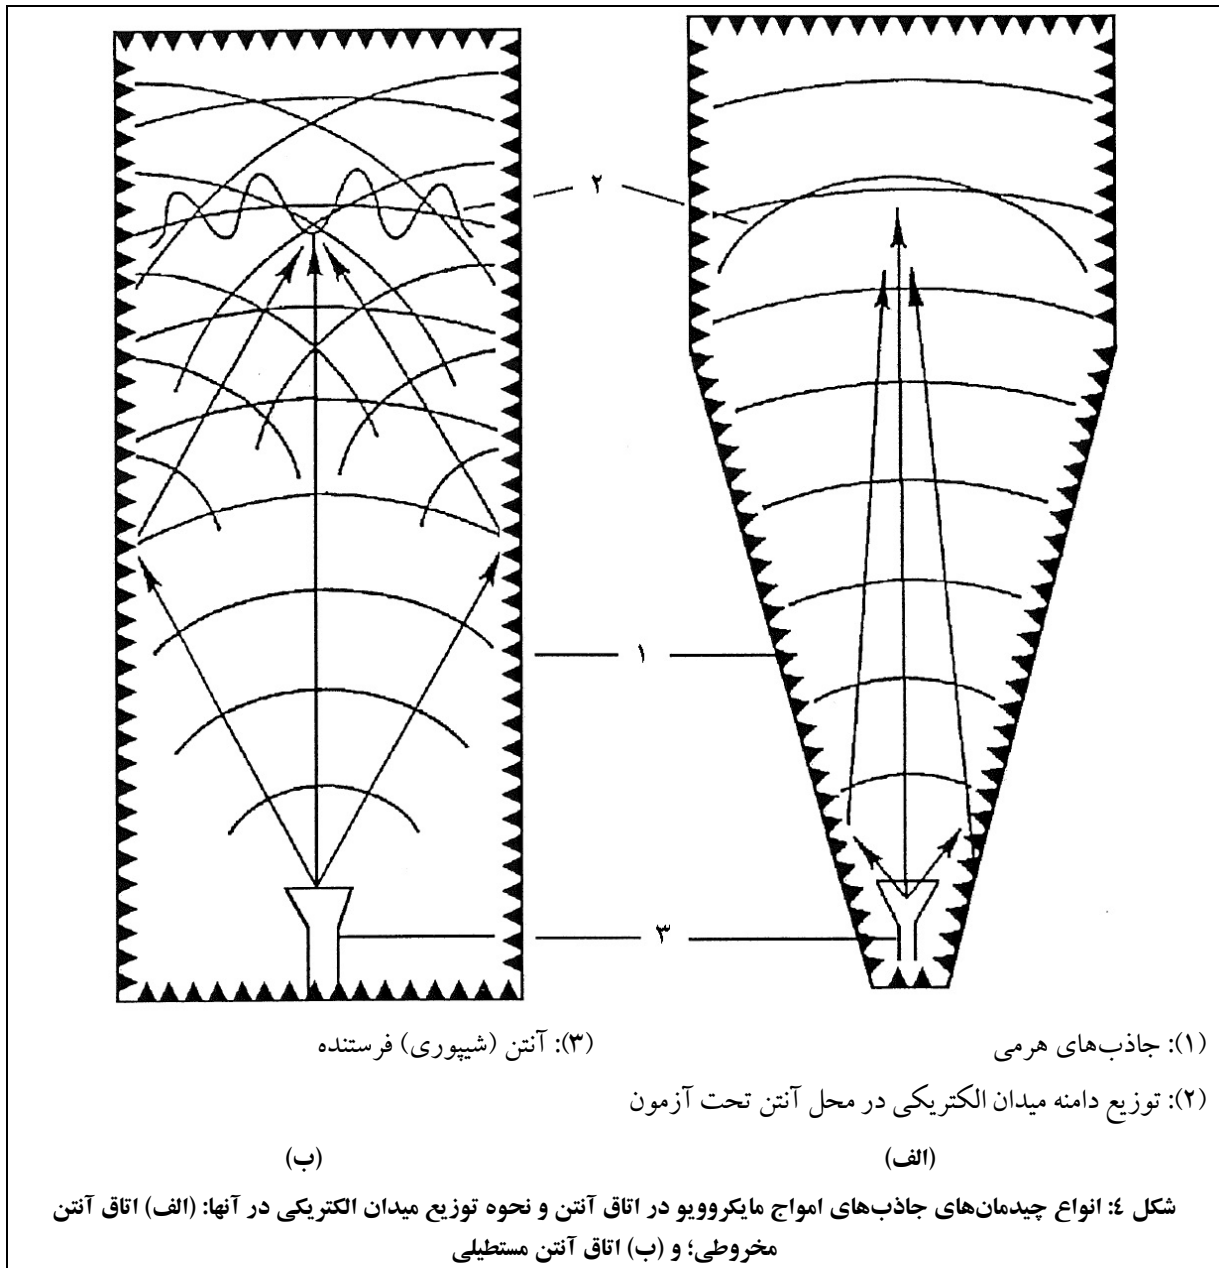 ۲
۱
۳
(۱): جاذب‌های هرمی (۳): آنتن (شیپوری) فرستنده
(۲): توزیع دامنه میدان الکتریکی در محل آنتن تحت آزمون
(الف) (ب)
شکل ٤: انواع چیدمان‌های جاذب‌های امواج مایکروویو در اتاق آنتن و نحوه توزیع میدان الکتریکی در آنها: (الف) اتاق آنتن
مخروطی؛ و (ب) اتاق آنتن مستطیلی